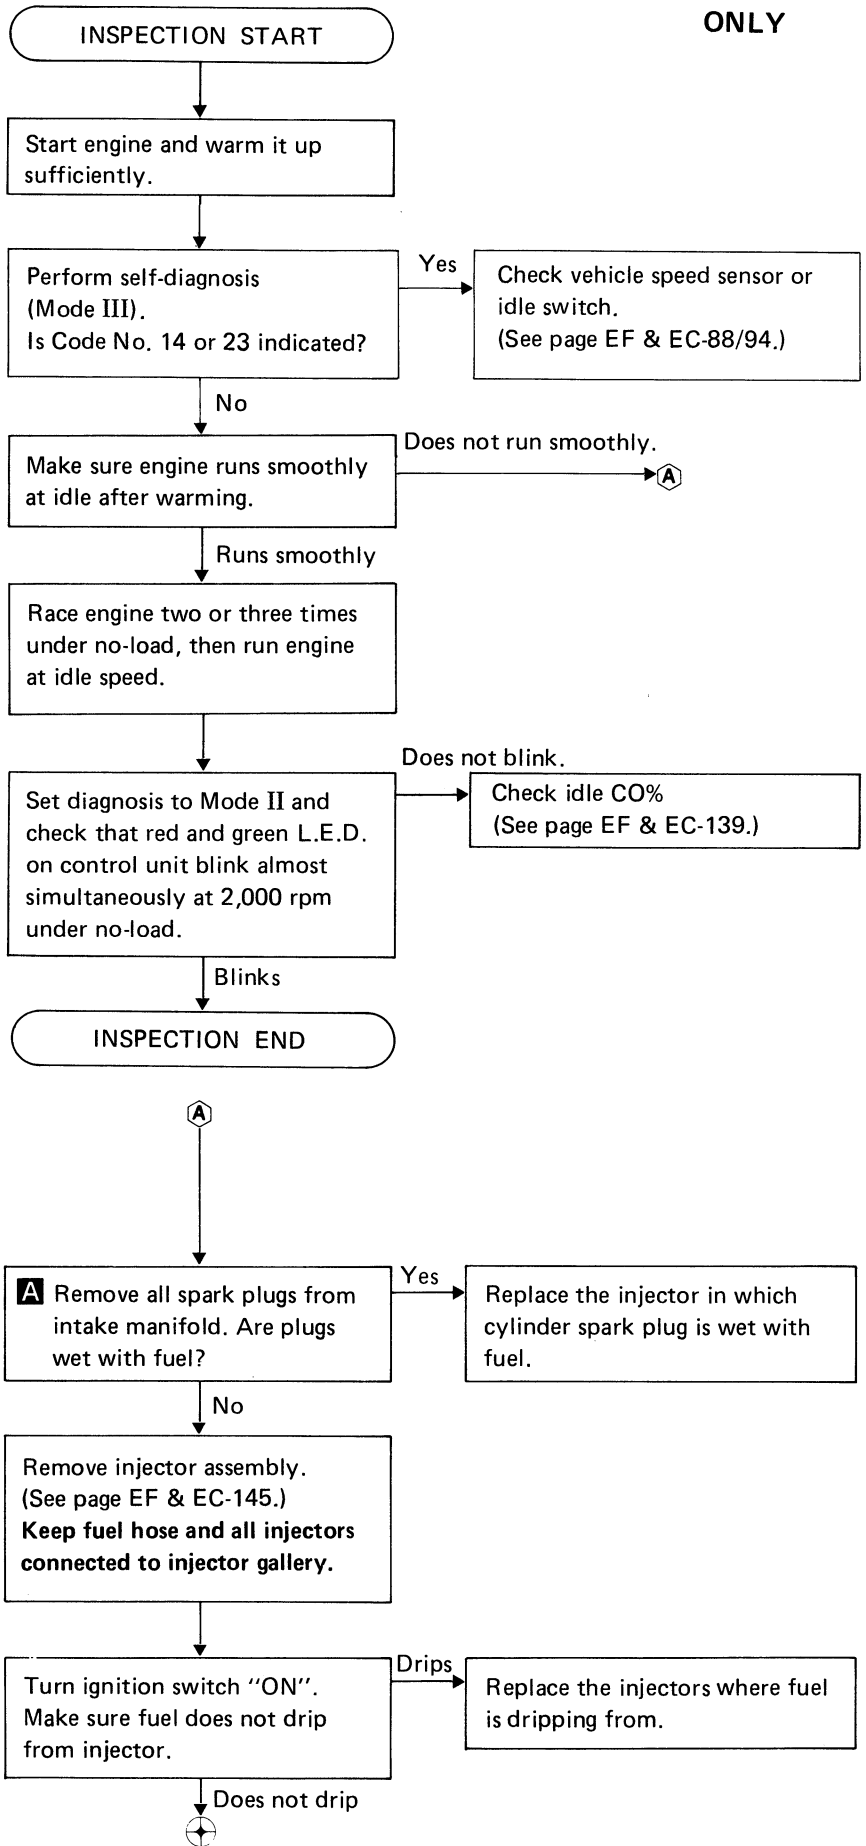 ONLY
INSPECTION START
Start engine and warm it up
sufficiently.
Perform self-diagnosis
(Mode III).
Is Code No. 14 or 23 indicated?
Yes
Check vehicle speed sensor or
idle switch.
(See page EF & EC-88/94.)
No
Make sure engine runs smoothly
at idle after warming.
Does not run smoothly.
A
Runs smoothly
Race engine two or three times
under no-load, then run engine
at idle speed.
Set diagnosis to Mode II and
check that red and green L.E.D.
on control unit blink almost
simultaneously at 2,000 rpm
under no-load.
Does not blink.
Check idle CO%
(See page EF & EC-139.)
Blinks
INSPECTION END
A
A Remove all spark plugs from
intake manifold. Are plugs
wet with fuel?
Yes
Replace the injector in which
cylinder spark plug is wet with
fuel.
No
Remove injector assembly.
(See page EF & EC-145.)
Keep fuel hose and all injectors
connected to injector gallery.
Turn ignition switch "ON".
Make sure fuel does not drip
from injector.
Drips
Replace the injectors where fuel
is dripping from.
Does not drip